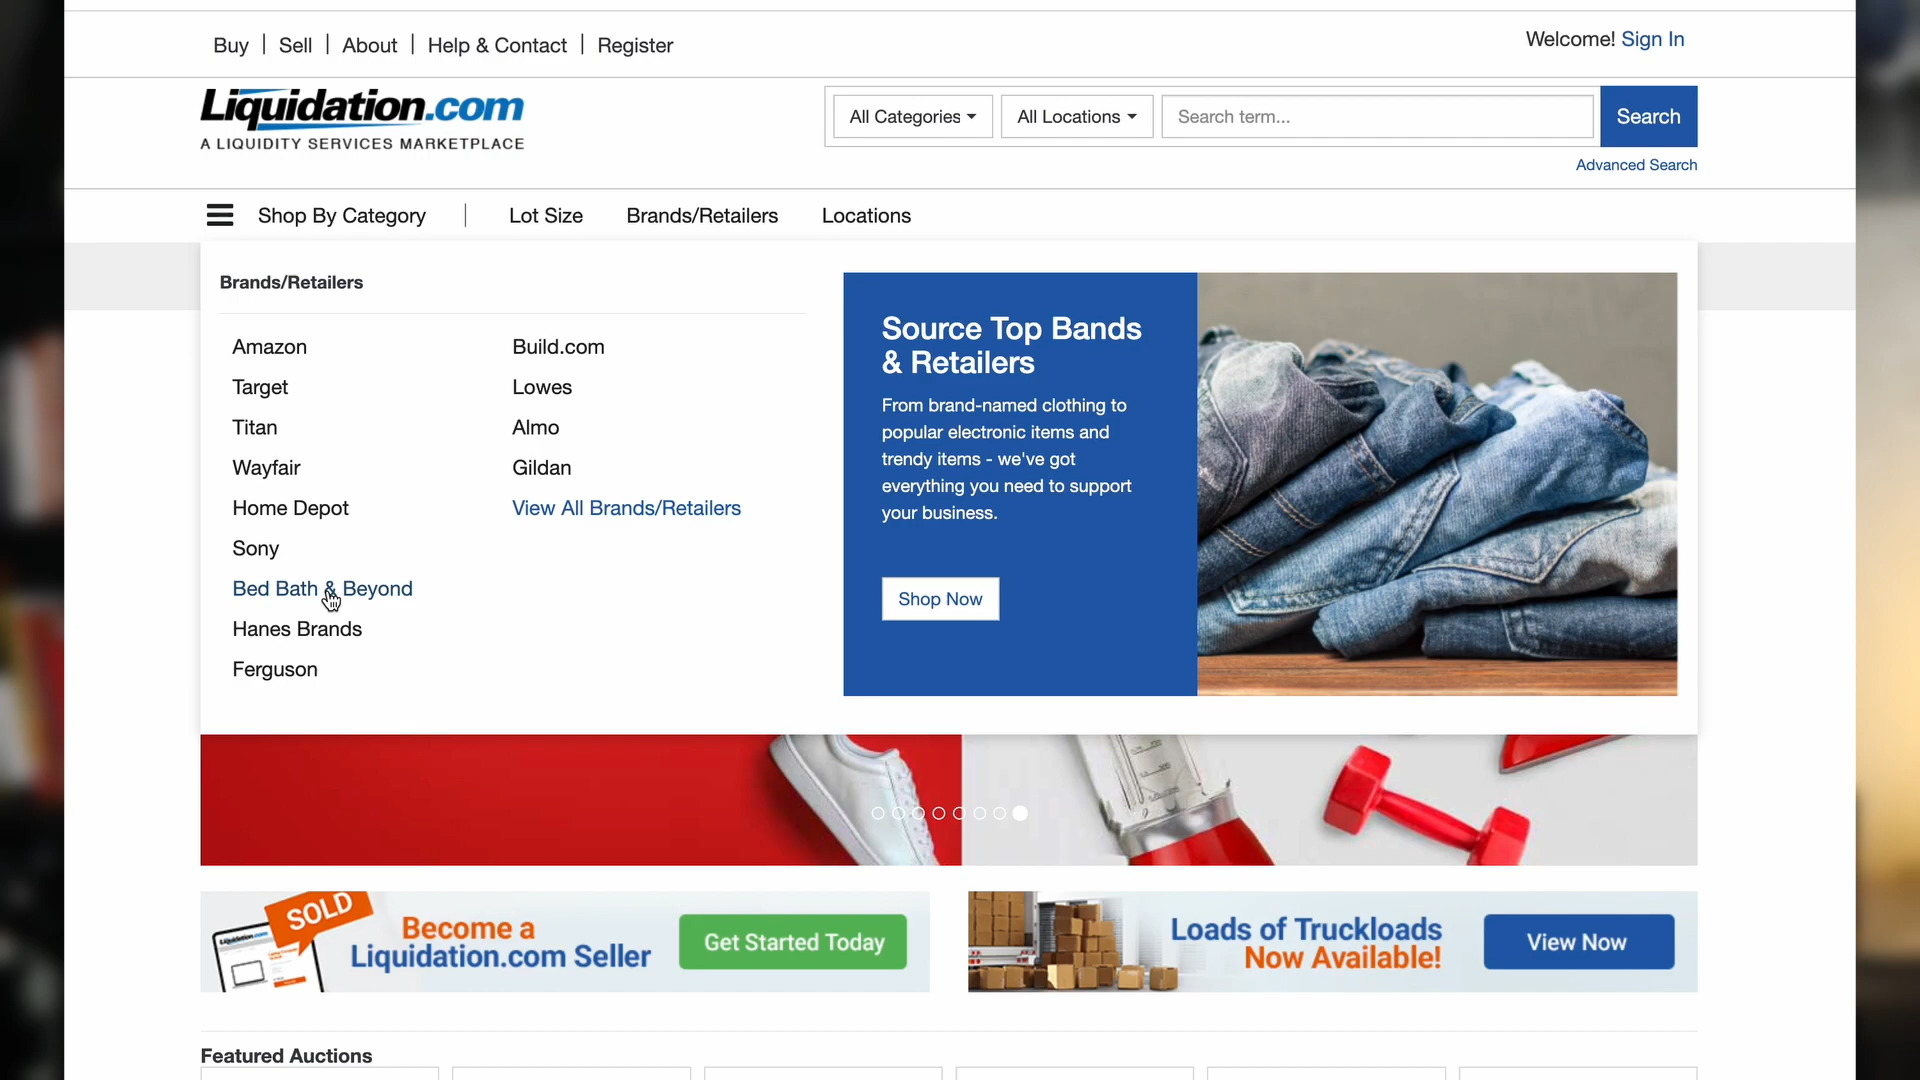 Buy | Sell | About | Help & Contact | Register
Welcome! Sign In
Liquidation.com
A LIQUIDITY SERVICES MARKETPLACE
All Categories
All Locations
Search term...
Search
Advanced Search
Shop By Category | Lot Size Brands/Retailers Locations
Brands/Retailers
Amazon
Target
Titan
Wayfair
Home Depot
Sony
Bed Bath & Beyond
Hanes Brands
Ferguson
Build.com
Lowes
Almo
Gildan
View All Brands/Retailers
Source Top Bands
& Retailers
From brand-named clothing to
popular electronic items and
trendy items - we've got
everything you need to support
your business.
Shop Now
SOLD
Liquidation.com
Become a
Liquidation.com Seller
Get Started Today
Loads of Truckloads
Now Available!
View Now
Featured Auctions